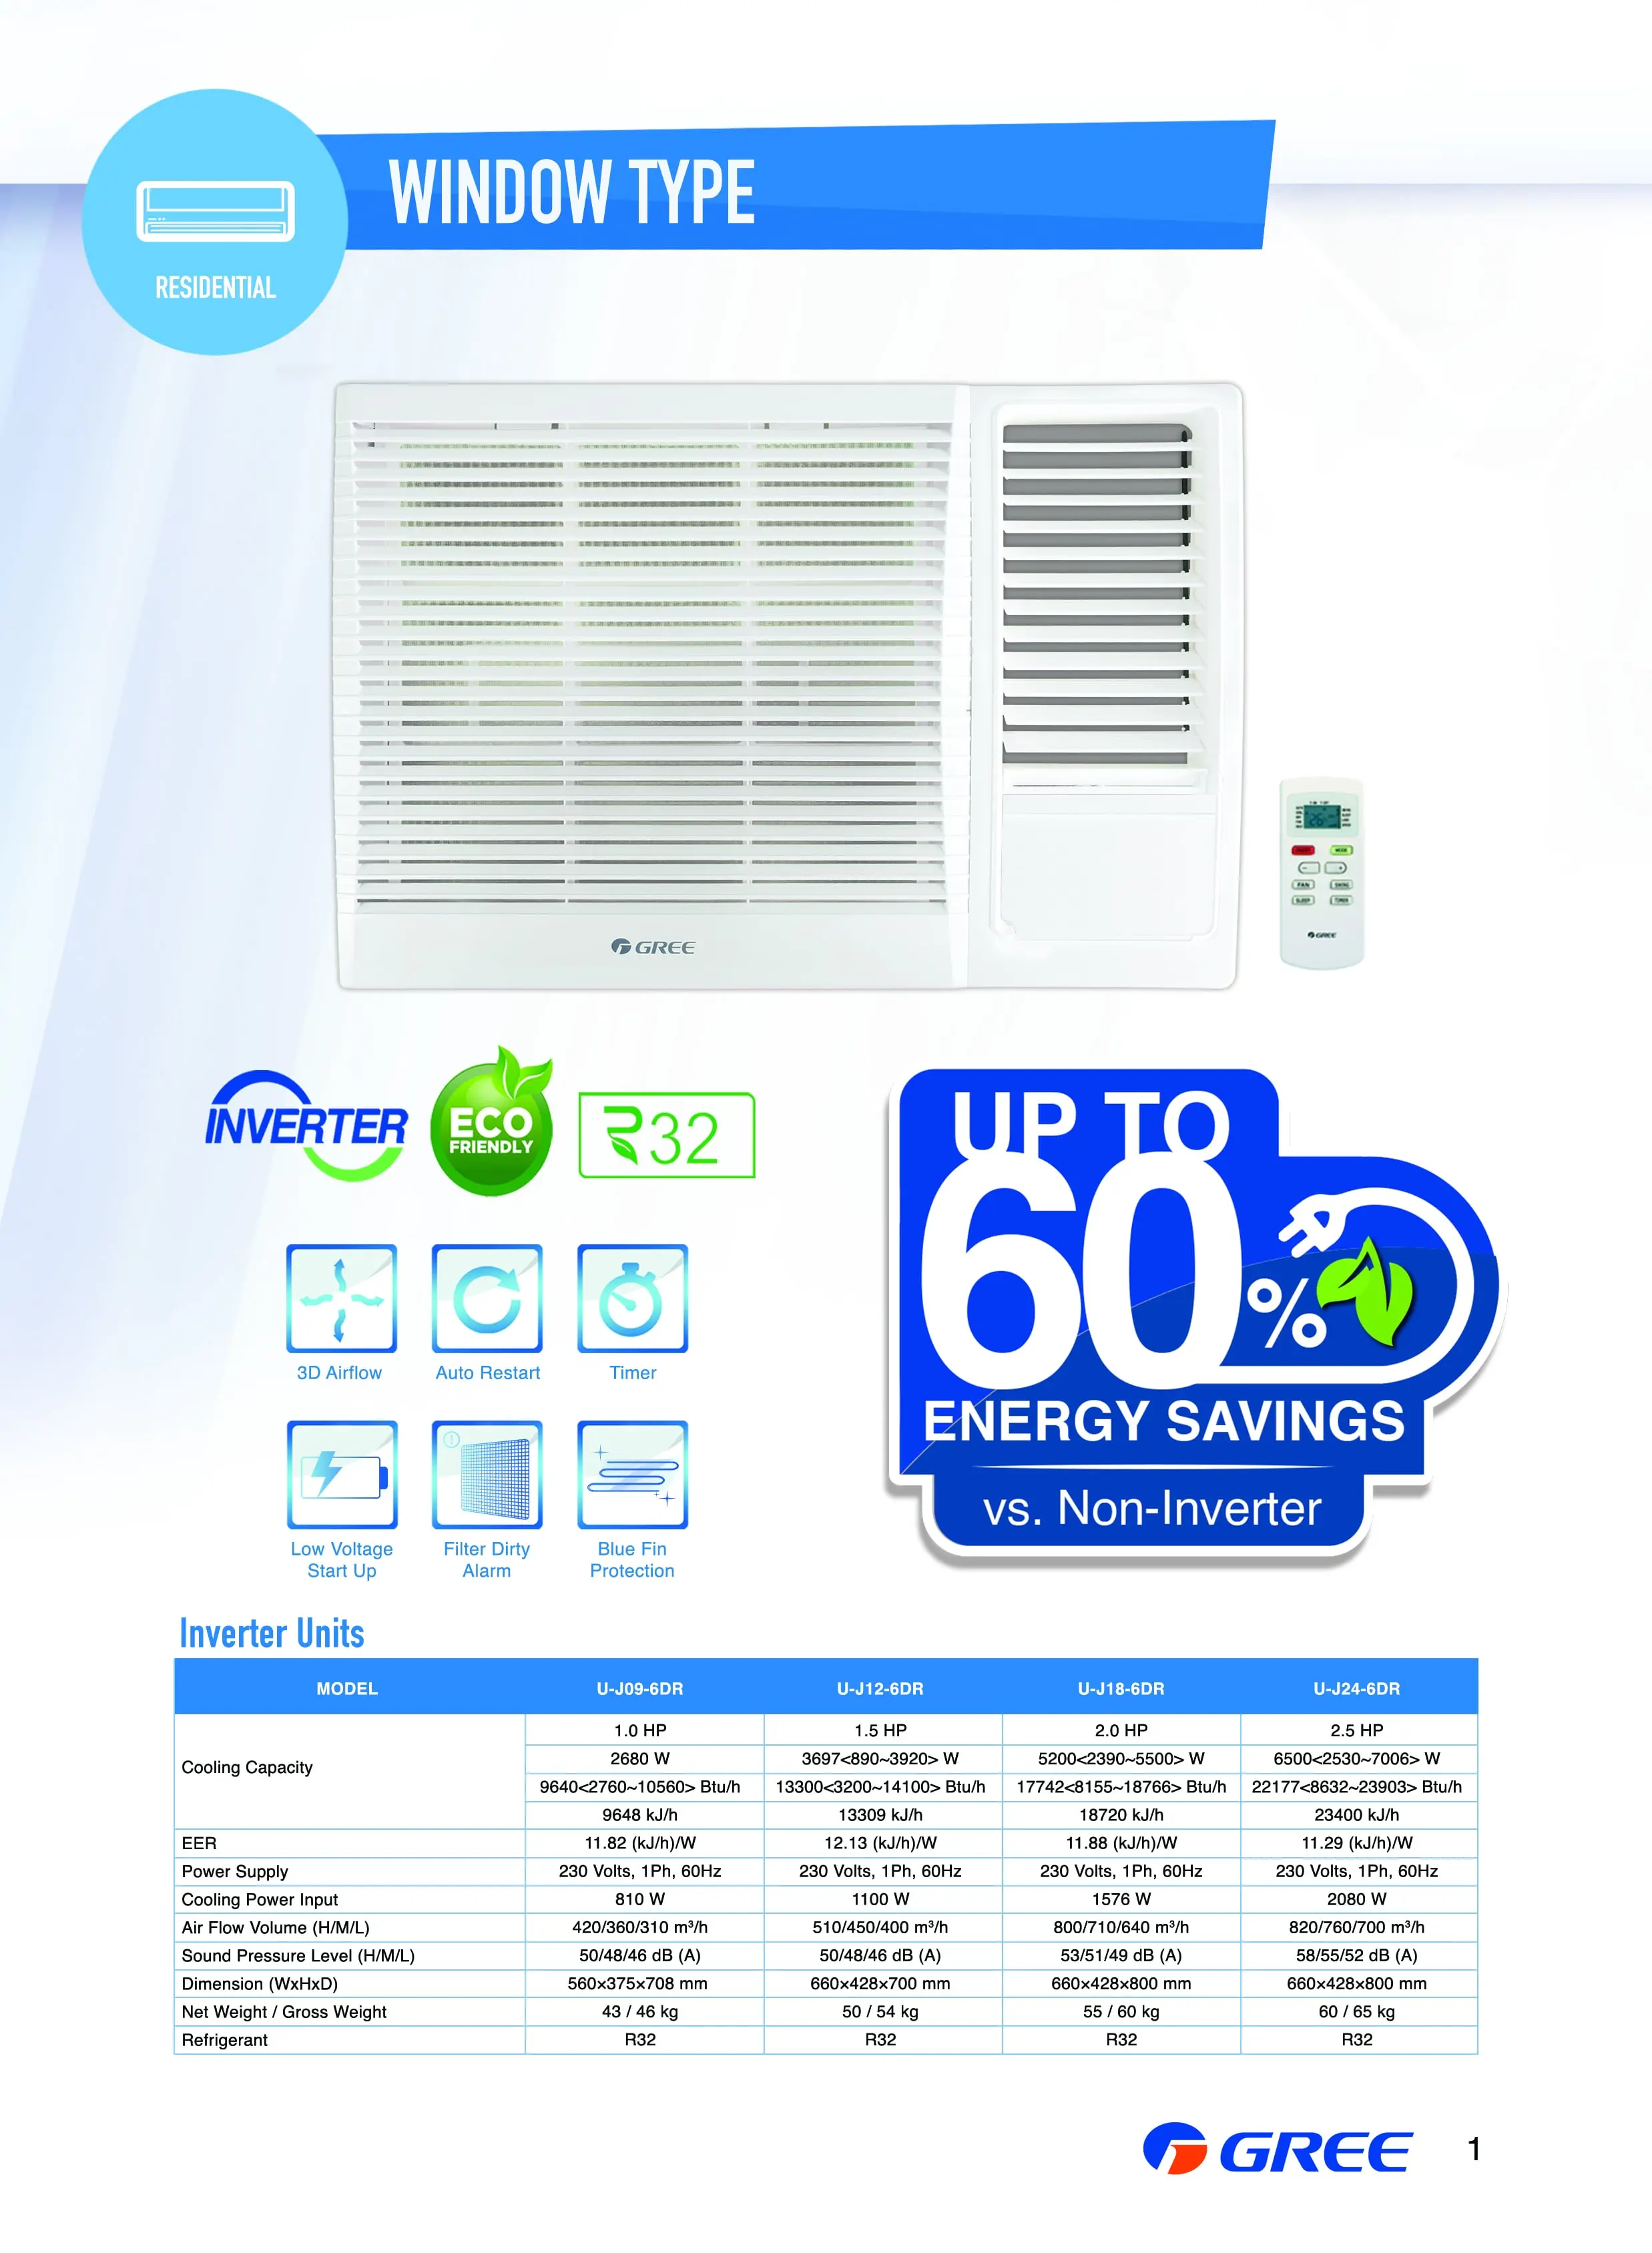 WINDOW TYPE
RESIDENTIAL
GREE
MODE
FAN
SWING
SLEEP
TIMER
GREE
INVERTER
ECO
FRIENDLY
R32
UP TO
60%
ENERGY SAVINGS
vs. Non-Inverter
3D Airflow Auto Restart Timer
Low Voltage Start Up
Filter Dirty Alarm
Blue Fin Protection
Inverter Units
MODEL U-J09-6DR U-J12-6DR U-J18-6DR U-J24-6DR
Cooling Capacity
1.0 HP 1.5 HP 2.0 HP 2.5 HP
2680 W 3697<890~3920> W 5200<2390~5500> W 6500<2530~7006> W
9640<2760~10560> Btu/h 13300<3200~14100> Btu/h 17742<8155~18766> Btu/h 22177<8632~23903> Btu/h
9648 kJ/h 13309 kJ/h 18720 kJ/h 23400 kJ/h
EER 11.82 (kJ/h)/W 12.13 (kJ/h)/W 11.88 (kJ/h)/W 11.29 (kJ/h)/W
Power Supply 230 Volts, 1Ph, 60Hz 230 Volts, 1Ph, 60Hz 230 Volts, 1Ph, 60Hz 230 Volts, 1Ph, 60Hz
Cooling Power Input 810 W 1100 W 1576 W 2080 W
Air Flow Volume (H/M/L) 420/360/310 m³/h 510/450/400 m³/h 800/710/640 m³/h 820/760/700 m³/h
Sound Pressure Level (H/M/L) 50/48/46 dB (A) 50/48/46 dB (A) 53/51/49 dB (A) 58/55/52 dB (A)
Dimension (WxHxD) 560×375×708 mm 660×428×700 mm 660×428×800 mm 660×428×800 mm
Net Weight / Gross Weight 43 / 46 kg 50 / 54 kg 55 / 60 kg 60 / 65 kg
Refrigerant R32 R32 R32 R32
GREE 1